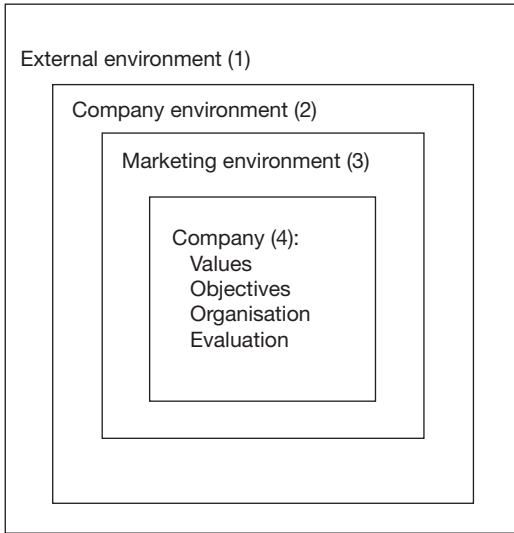 External environment (1)
Company environment (2)
Marketing environment (3)
Company (4):
Values
Objectives
Organisation
Evaluation